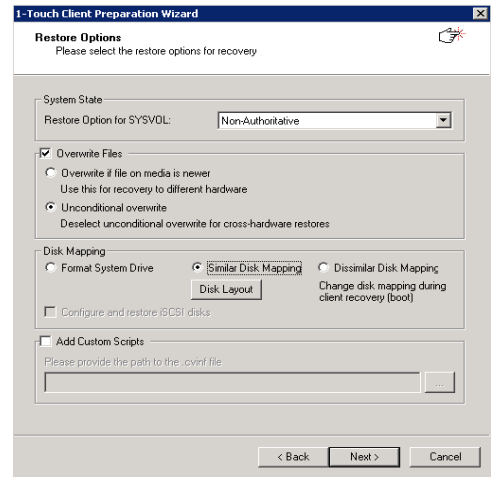 1-Touch Client Preparation Wizard
Restore Options
Please select the restore options for recovery
System State
Restore Option for SYSVOL:
Non-Authoritative
Overwrite Files
Overwrite if file on media is newer
Use this for recovery to different hardware
Unconditional overwrite
Deselect unconditional overwrite for cross-hardware restores
Disk Mapping
Format System Drive
Similar Disk Mapping
Dissimilar Disk Mapping
Disk Layout
Change disk mapping during
client recovery (boot)
Configure and restore iSCSI disks
Add Custom Scripts
Please provide the path to the .cvinf file
...
< Back
Next >
Cancel